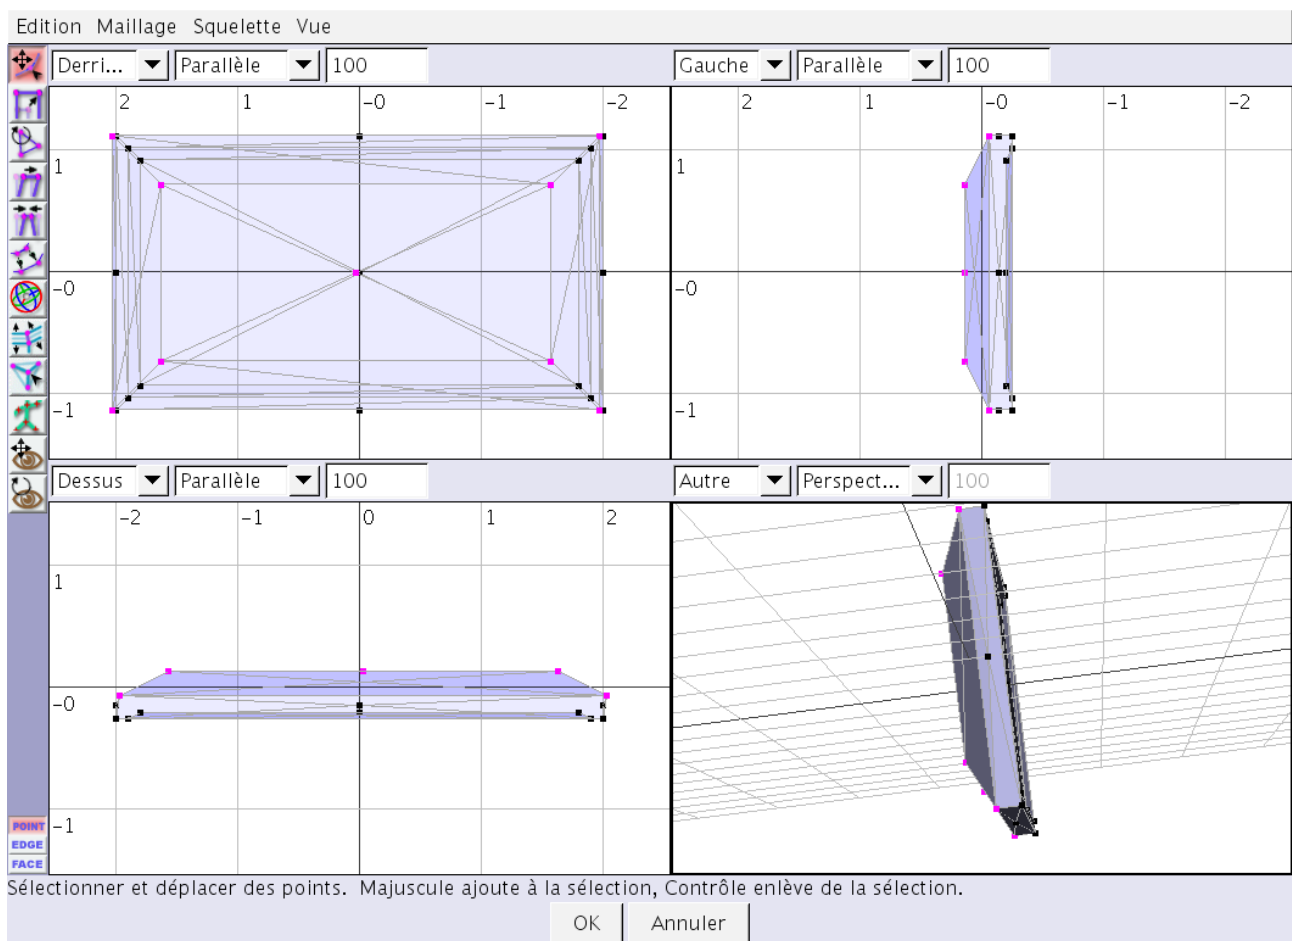 Edition Maillage Squelette Vue
Derri... Parallèle 100
Gauche Parallèle 100
2 1 -0 -1 -2
2 1 -0 -1 -2
1
1
-0
-0
-1
-1
Dessus Parallèle 100
Autre Perspect... 100
-2 -1 0 1 2
1
-0
-1
POINT
EDGE
FACE
Sélectionner et déplacer des points. Majuscule ajoute à la sélection, Contrôle enlève de la sélection.
OK Annuler